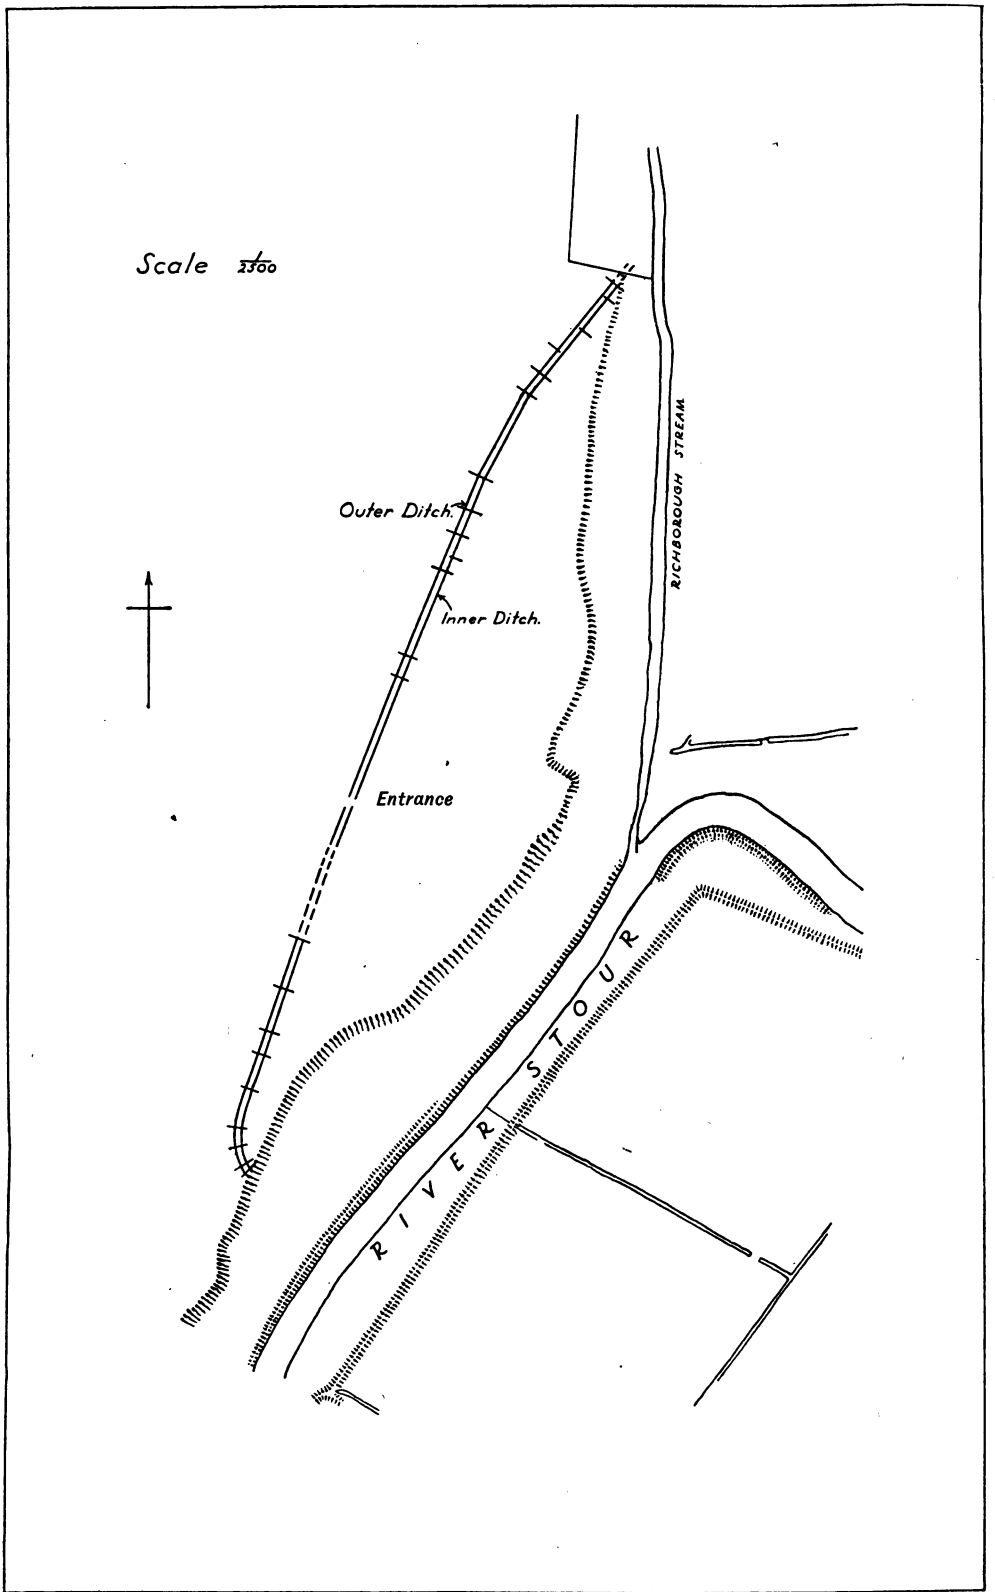 Scale 1/2500
RICHBOROUGH STREAM
Outer Ditch.
Inner Ditch.
Entrance
RIVER STOUR